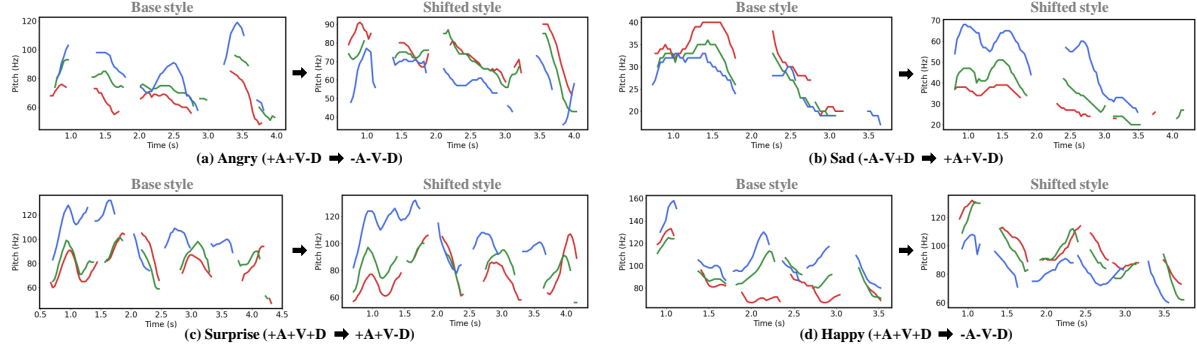 Base style
Shifted style
Base style
Shifted style
Pitch (Hz)
120
100
80
60
1.0 1.5 2.0 2.5 3.0 3.5 4.0
Time (s)
Pitch (Hz)
90
80
70
60
50
40
1.0 1.5 2.0 2.5 3.0 3.5 4.0
Time (s)
(a) Angry (+A+V-D ➡ -A-V-D)
Pitch (Hz)
40
35
30
25
20
1.0 1.5 2.0 2.5 3.0 3.5
Time (s)
Pitch (Hz)
70
60
50
40
30
20
1.0 1.5 2.0 2.5 3.0 3.5 4.0
Time (s)
(b) Sad (-A-V+D ➡ +A+V-D)
Base style
Shifted style
Base style
Shifted style
Pitch (Hz)
120
100
80
60
0.5 1.0 1.5 2.0 2.5 3.0 3.5 4.0 4.5
Time (s)
Pitch (Hz)
120
100
80
60
1.0 1.5 2.0 2.5 3.0 3.5 4.0
Time (s)
(c) Surprise (+A+V+D ➡ +A+V-D)
Pitch (Hz)
160
140
120
100
80
1.0 1.5 2.0 2.5 3.0 3.5
Time (s)
Pitch (Hz)
120
100
80
60
1.0 1.5 2.0 2.5 3.0 3.5
Time (s)
(d) Happy (+A+V+D ➡ -A-V-D)